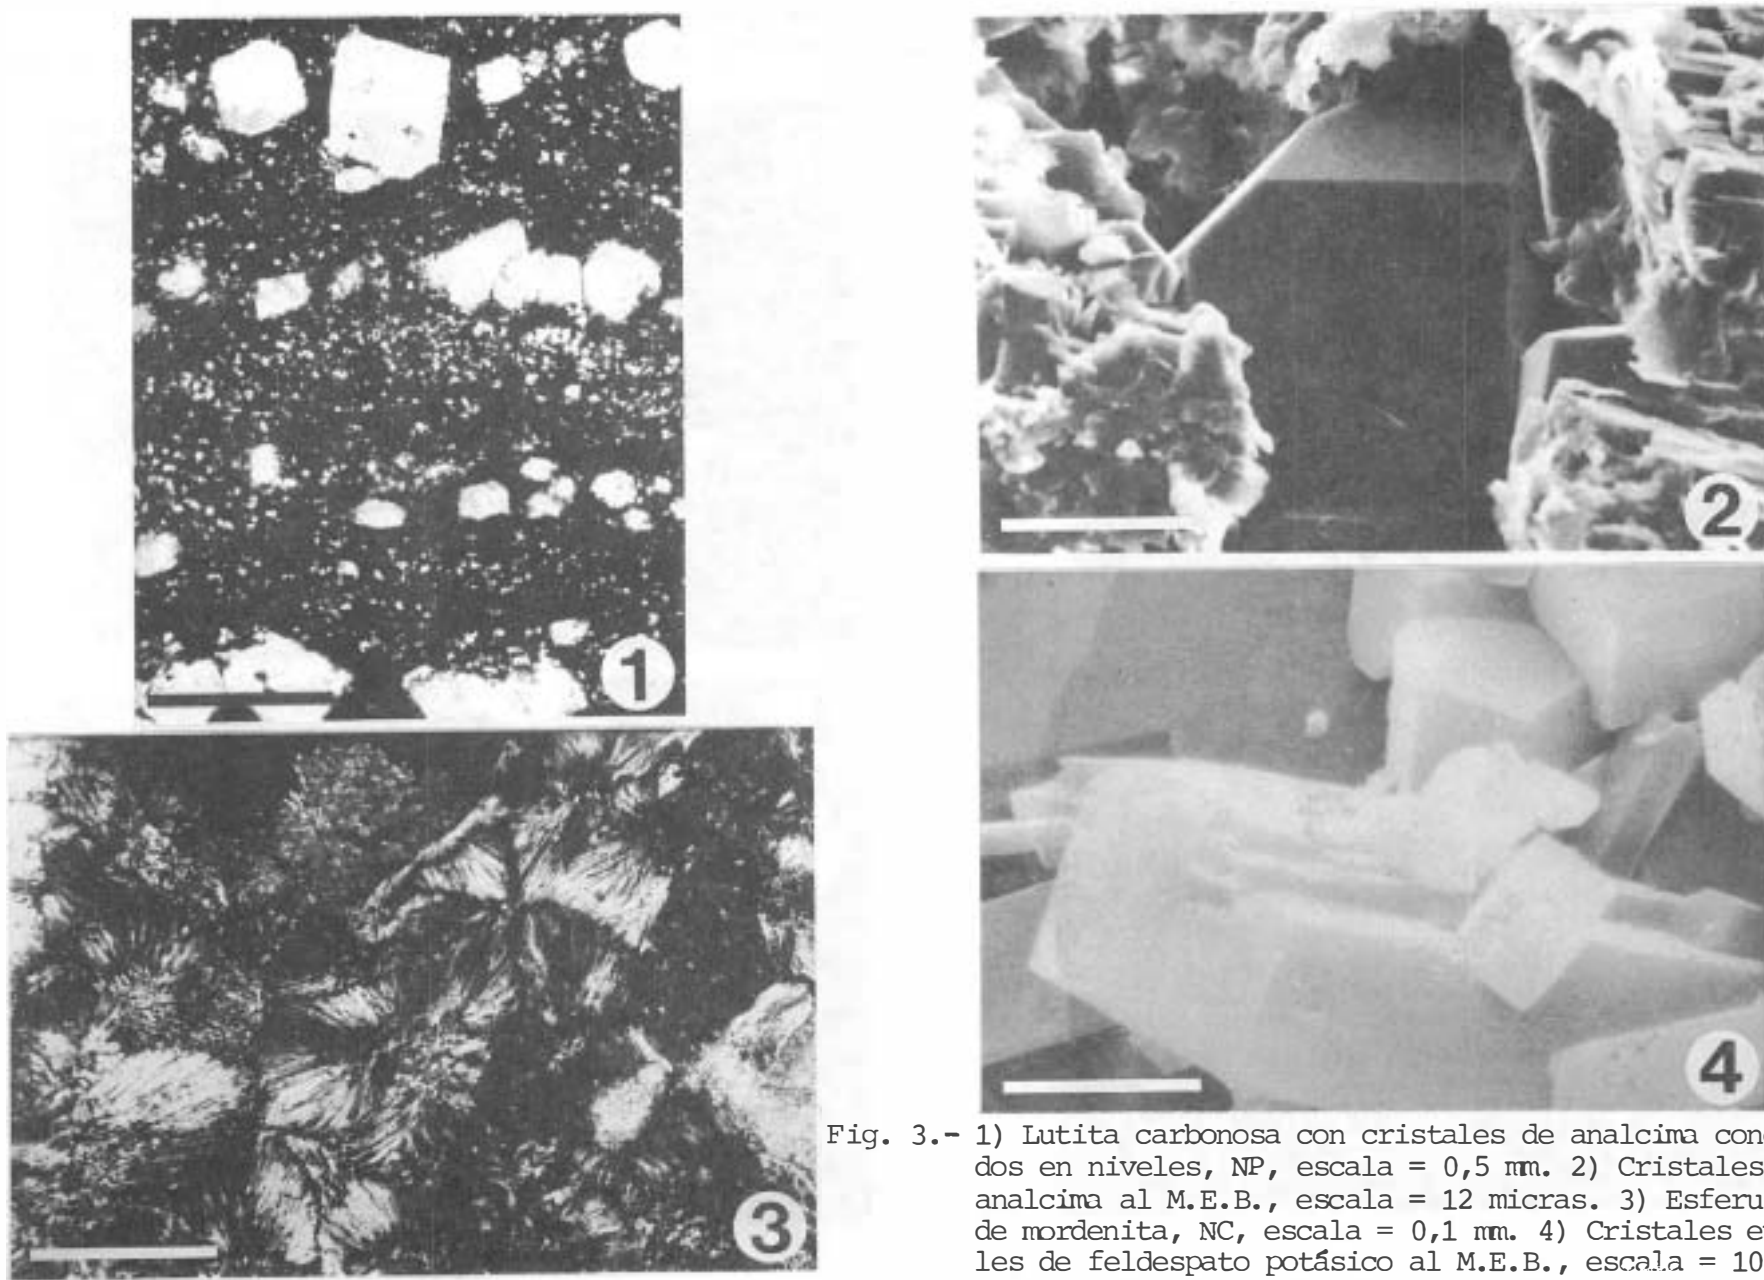 1
2
3
4
Fig. 3.- 1) Lutita carbonosa con cristales de analcima con
dos en niveles, NP, escala = 0,5 mm. 2) Cristales
analcima al M.E.B., escala = 12 micras. 3) Esferu
de mordenita, NC, escala = 0,1 mm. 4) Cristales e
les de feldespato potásico al M.E.B., escala = 10